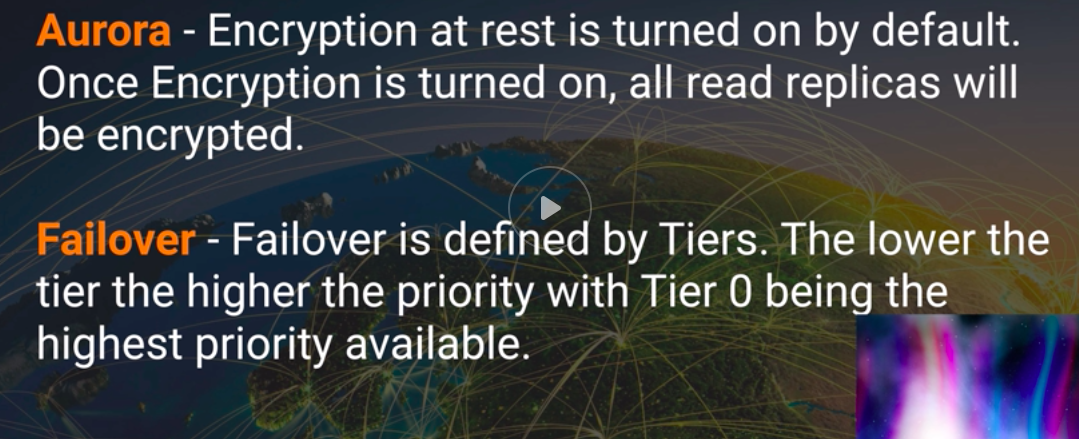 Aurora - Encryption at rest is turned on by default.
Once Encryption is turned on, all read replicas will
be encrypted.
Failover - Failover is defined by Tiers. The lower the
tier the higher the priority with Tier 0 being the
highest priority available.